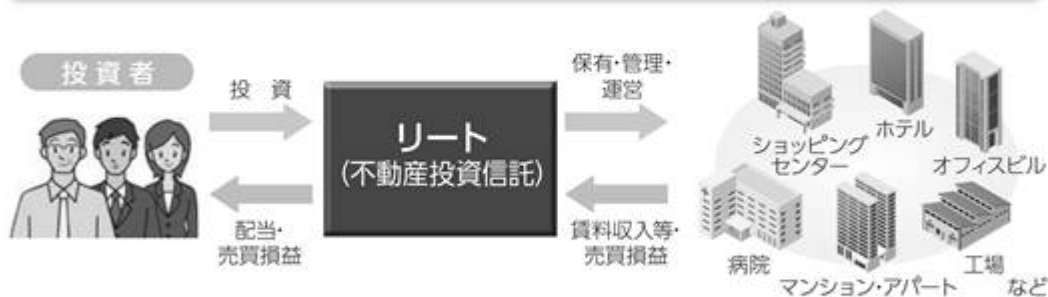 投資者
投資
リート
(不動産投資信託)
配当・
売買損益
保有・管理・
運営
賃料収入等・
売買損益
ショッピング
センター
ホテル
オフィスビル
病院
マンション・アパート
工場
など